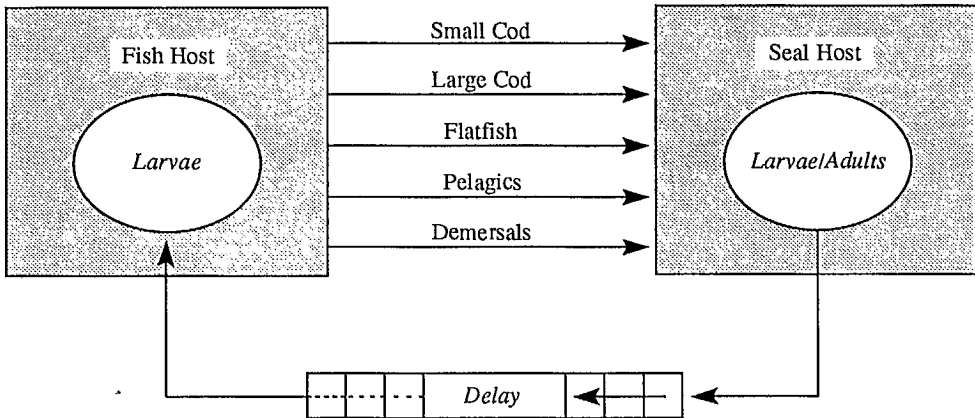 Fish Host
Larvae
Small Cod
Large Cod
Flatfish
Pelagics
Demersals
Seal Host
Larvae/Adults
Delay